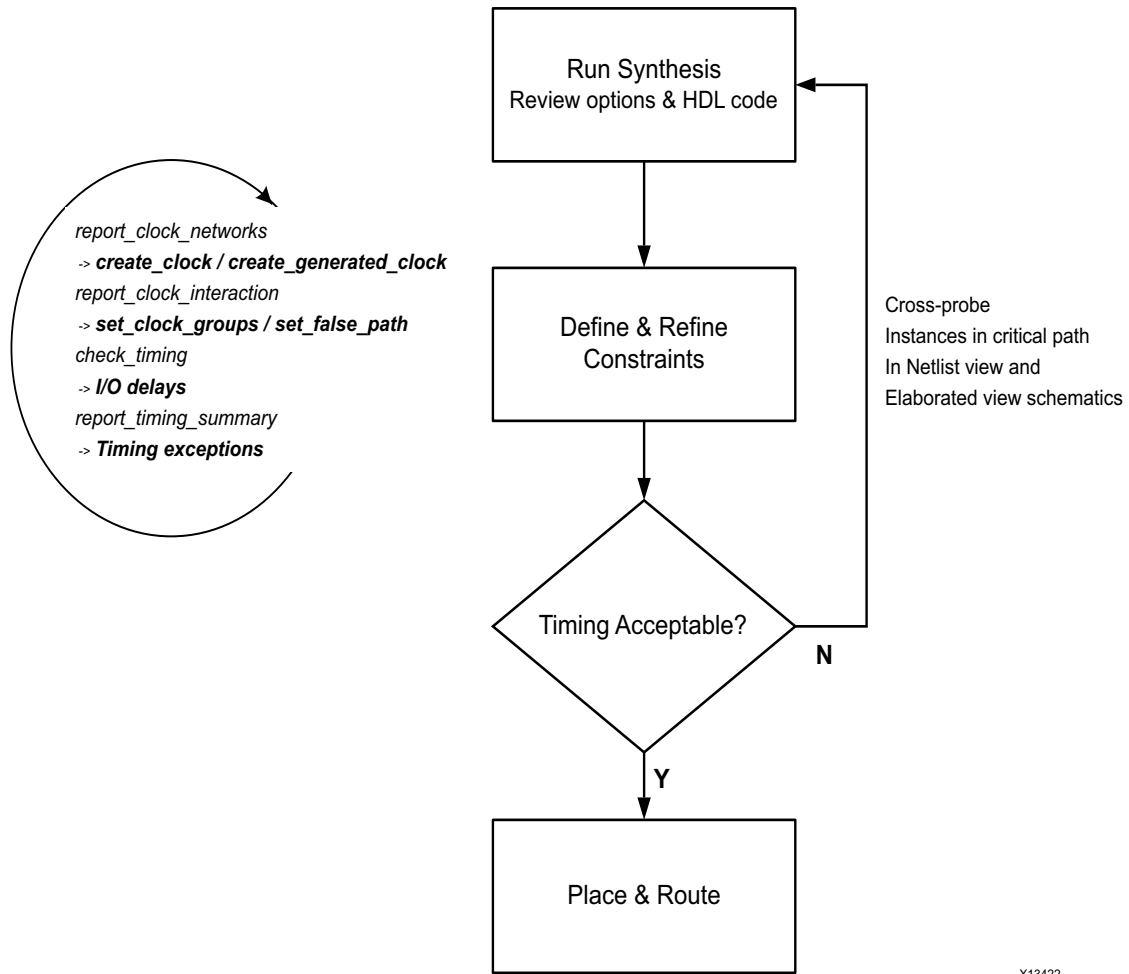 Run Synthesis
Review options & HDL code
report_clock_networks
-> create_clock / create_generated_clock
report_clock_interaction
-> set_clock_groups / set_false_path
check_timing
-> I/O delays
report_timing_summary
-> Timing exceptions
Define & Refine
Constraints
Cross-probe
Instances in critical path
In Netlist view and
Elaborated view schematics
Timing Acceptable?
N
Y
Place & Route
X13422